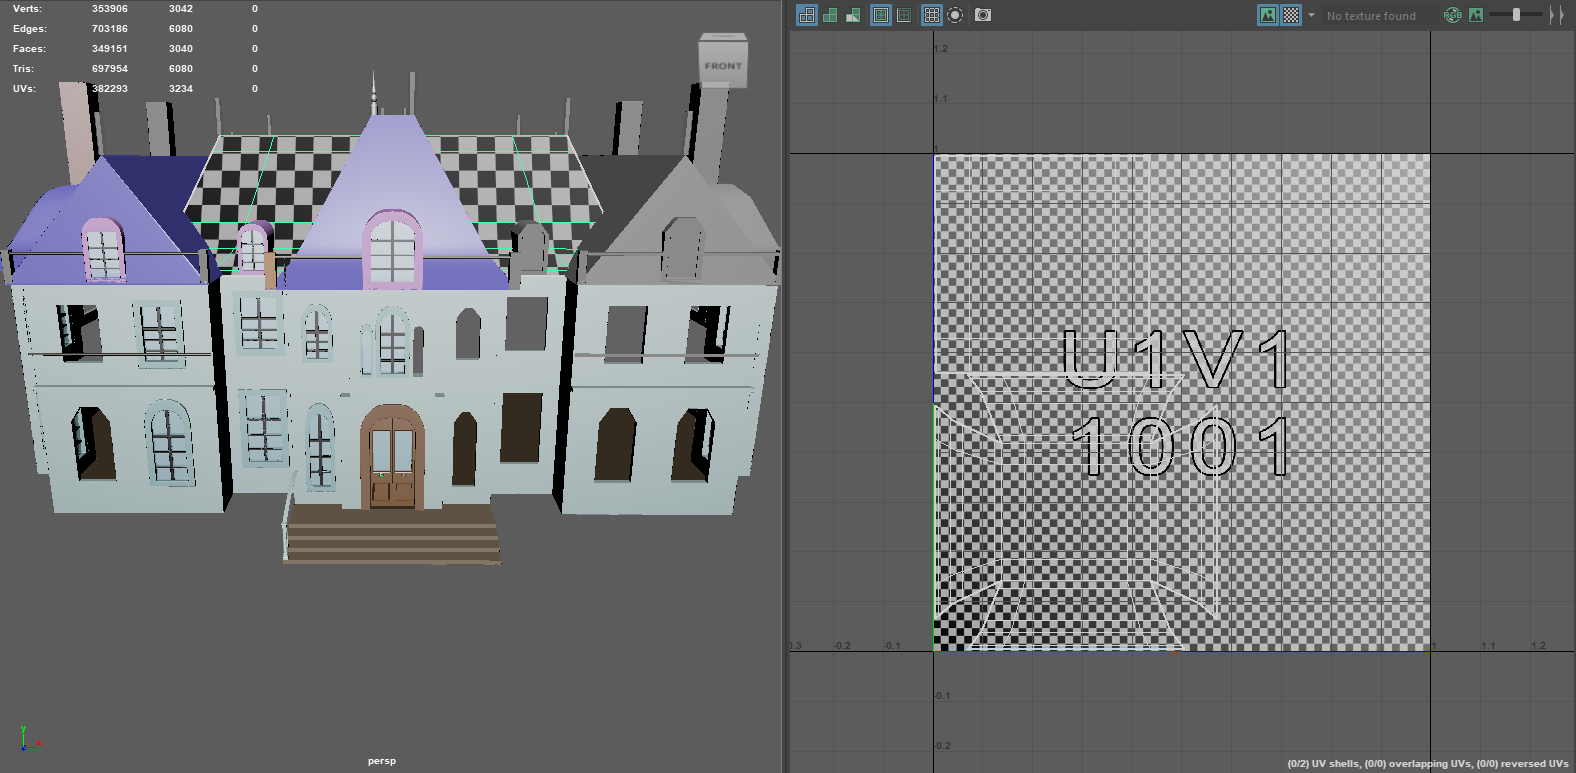 Verts: 353906 3042 0
Edges: 703186 6080 0
Faces: 349151 3040 0
Tris: 697954 6080 0
UVs: 382293 3234 0
FRONT
y
x
persp
No texture found
RGB
1.2
1.1
1
U1V1
1001
0.3 -0.2 -0.1 1 1.1 1.2
-0.1
-0.2
(0/2) UV shells, (0/0) overlapping UVs, (0/0) reversed UVs